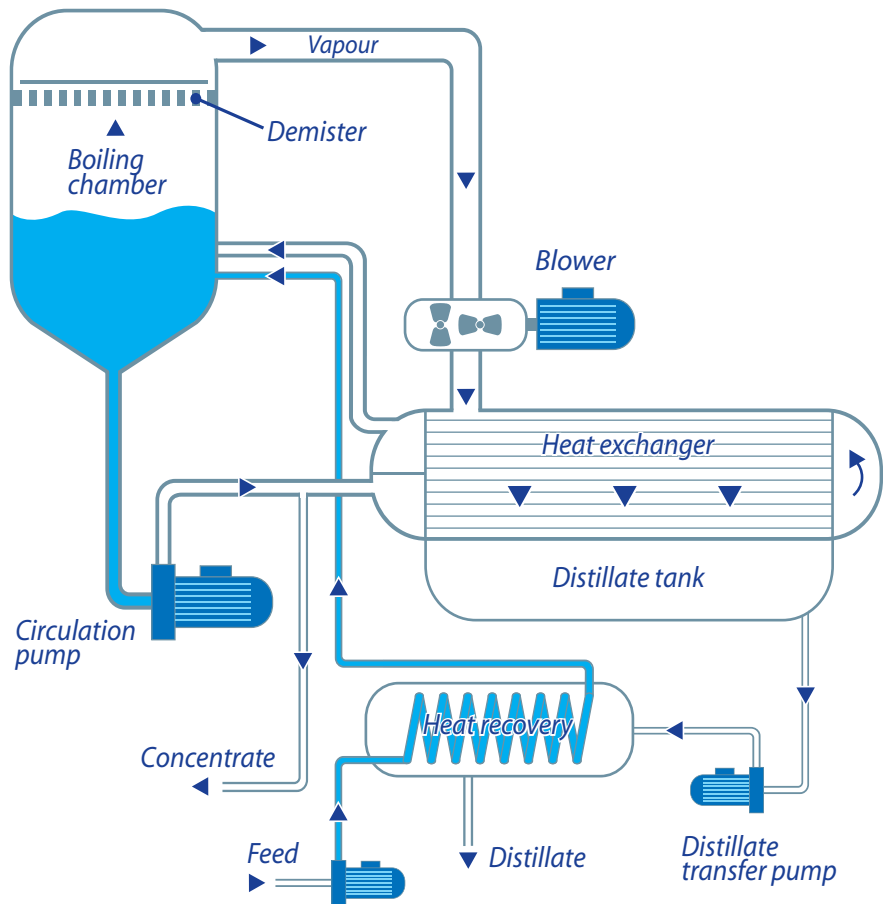 Vapour
Demister
Boiling
chamber
Blower
Heat exchanger
Distillate tank
Circulation
pump
Heat recovery
Concentrate
Feed
Distillate
Distillate
transfer pump